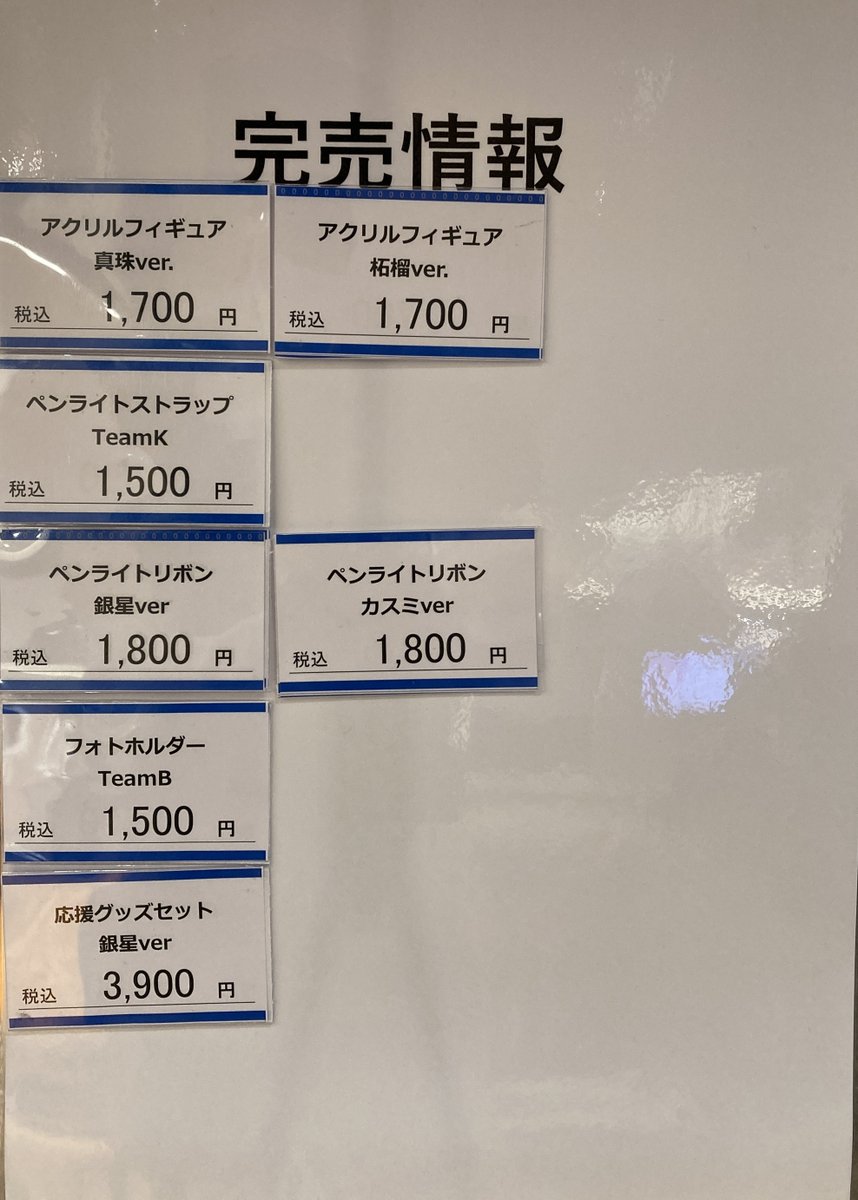 完売情報
アクリルフィギュア
真珠ver.
税込 1,700 円
アクリルフィギュア
柘榴ver.
税込 1,700 円
ペンライトストラップ
TeamK
税込 1,500 円
ペンライトリボン
銀星ver
税込 1,800 円
ペンライトリボン
カスミver
税込 1,800 円
フォトホルダー
TeamB
税込 1,500 円
応援グッズセット
銀星ver
税込 3,900 円